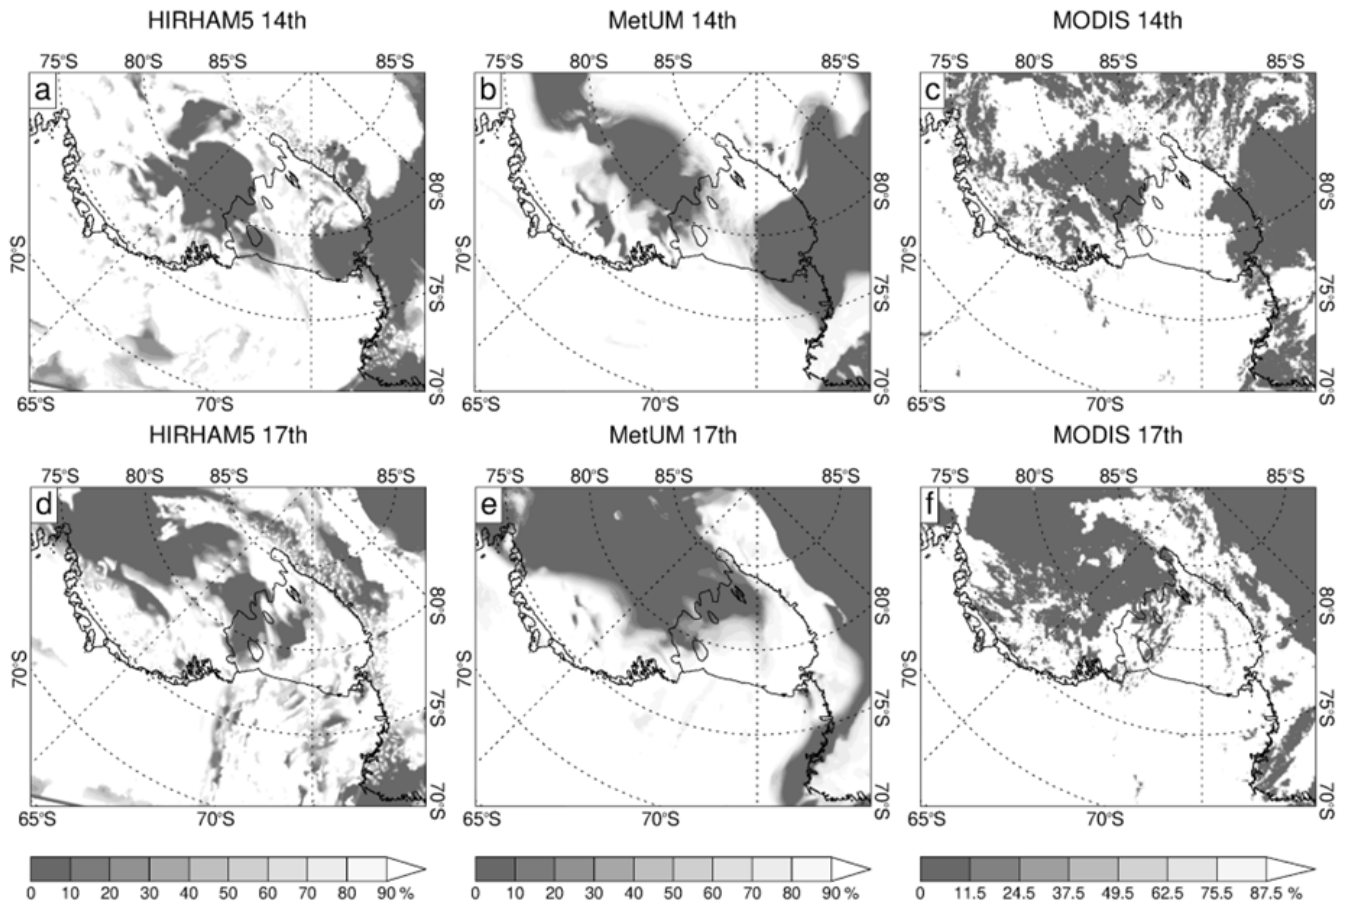 HIRHAM5 14th MetUM 14th MODIS 14th
75°S 80°S 85°S 85°S 75°S 80°S 85°S 85°S 75°S 80°S 85°S 85°S
a b c
80°S 80°S 80°S
70°S 70°S 70°S
75°S 75°S 75°S
70°S 70°S 70°S
65°S 70°S 65°S 70°S 65°S 70°S
HIRHAM5 17th MetUM 17th MODIS 17th
75°S 80°S 85°S 85°S 75°S 80°S 85°S 85°S 75°S 80°S 85°S 85°S
d e f
80°S 80°S 80°S
70°S 70°S 70°S
75°S 75°S 75°S
70°S 70°S 70°S
65°S 70°S 65°S 70°S 65°S 70°S
0 10 20 30 40 50 60 70 80 90 % 0 10 20 30 40 50 60 70 80 90 % 0 11.5 24.5 37.5 49.5 62.5 75.5 87.5 %